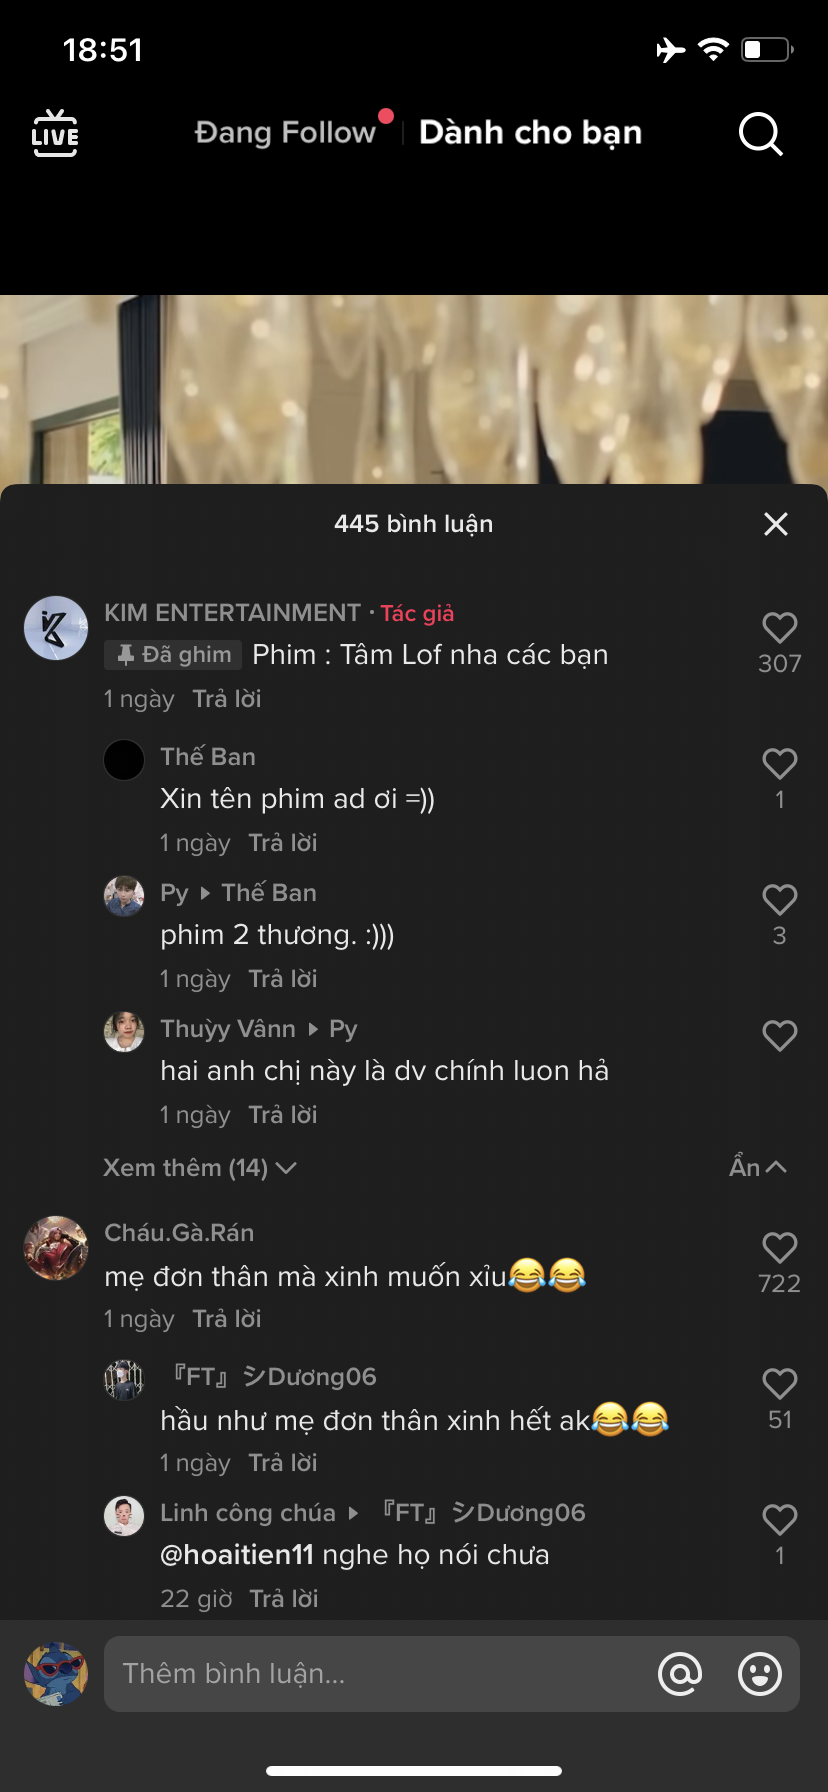 18:51
LIVE
Đang Follow
Dành cho bạn
445 bình luận
KIM ENTERTAINMENT · Tác giả
Đã ghim Phim : Tâm Lof nha các bạn
307
1 ngày Trả lời
Thế Ban
Xin tên phim ad ơi =))
1
1 ngày Trả lời
Py ▸ Thế Ban
phim 2 thương. :)))
3
1 ngày Trả lời
Thuỳy Vânn ▸ Py
hai anh chị này là dv chính luon hả
1 ngày Trả lời
Xem thêm (14)
Ẩn
Cháu.Gà.Rán
mẹ đơn thân mà xinh muốn xỉu😂😂
722
1 ngày Trả lời
『FT』シDương06
hầu như mẹ đơn thân xinh hết ak😂😂
51
1 ngày Trả lời
Linh công chúa ▸ 『FT』シDương06
@hoaitien11 nghe họ nói chưa
1
22 giờ Trả lời
Thêm bình luận...